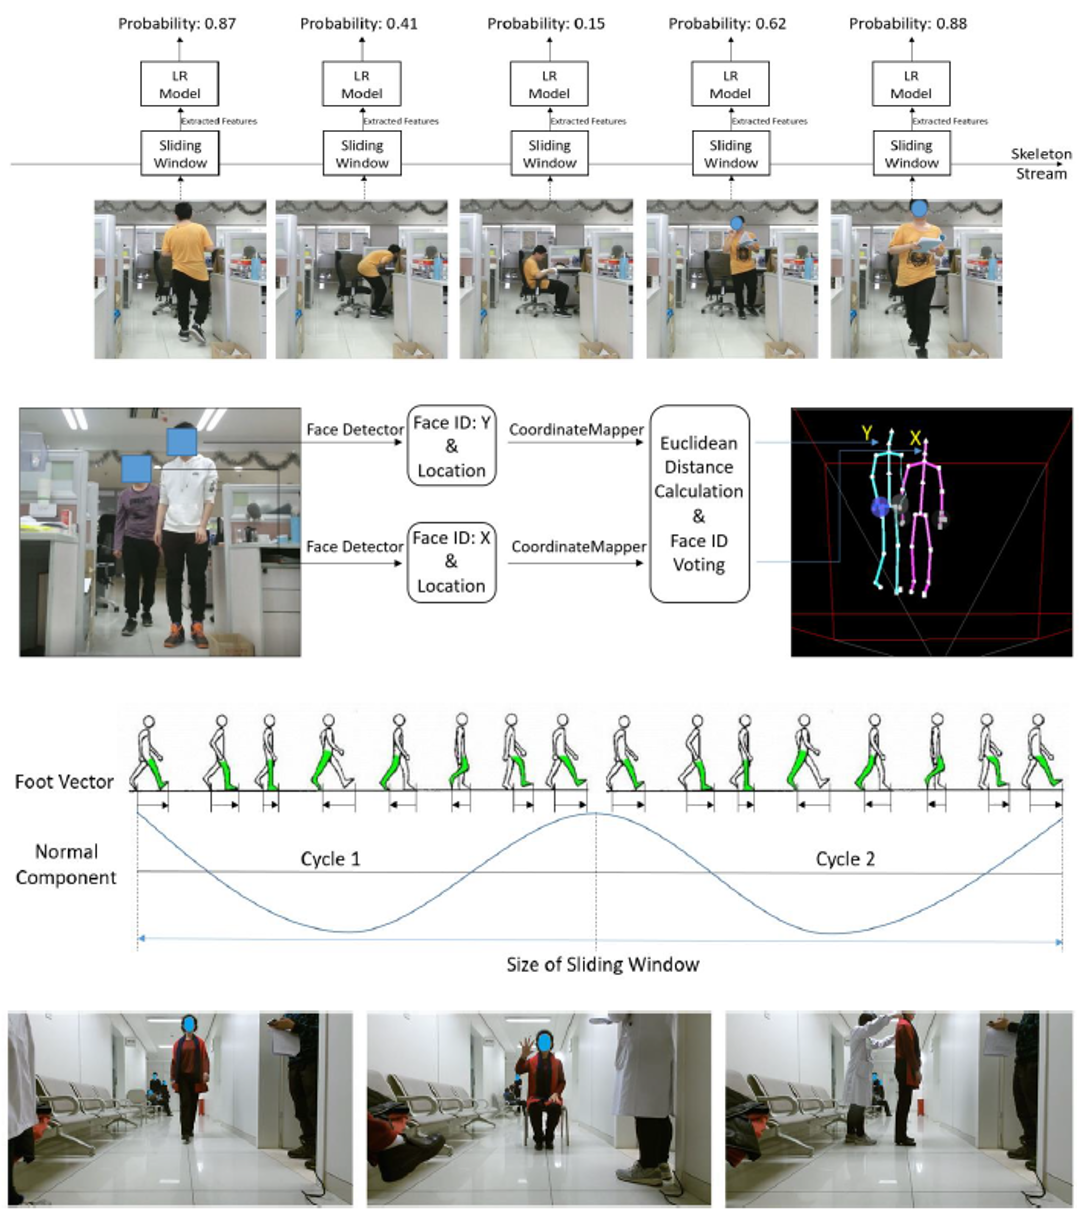 Probability: 0.87 Probability: 0.41 Probability: 0.15 Probability: 0.62 Probability: 0.88
LR Model LR Model LR Model LR Model LR Model
Extracted Features Extracted Features Extracted Features Extracted Features Extracted Features
Sliding Window Sliding Window Sliding Window Sliding Window Sliding Window
Skeleton
Stream
Face Detector
Face ID: Y
&
Location
CoordinateMapper
Face Detector
Face ID: X
&
Location
CoordinateMapper
Euclidean
Distance
Calculation
&
Face ID
Voting
Y X
Foot Vector
Normal
Component
Cycle 1 Cycle 2
Size of Sliding Window